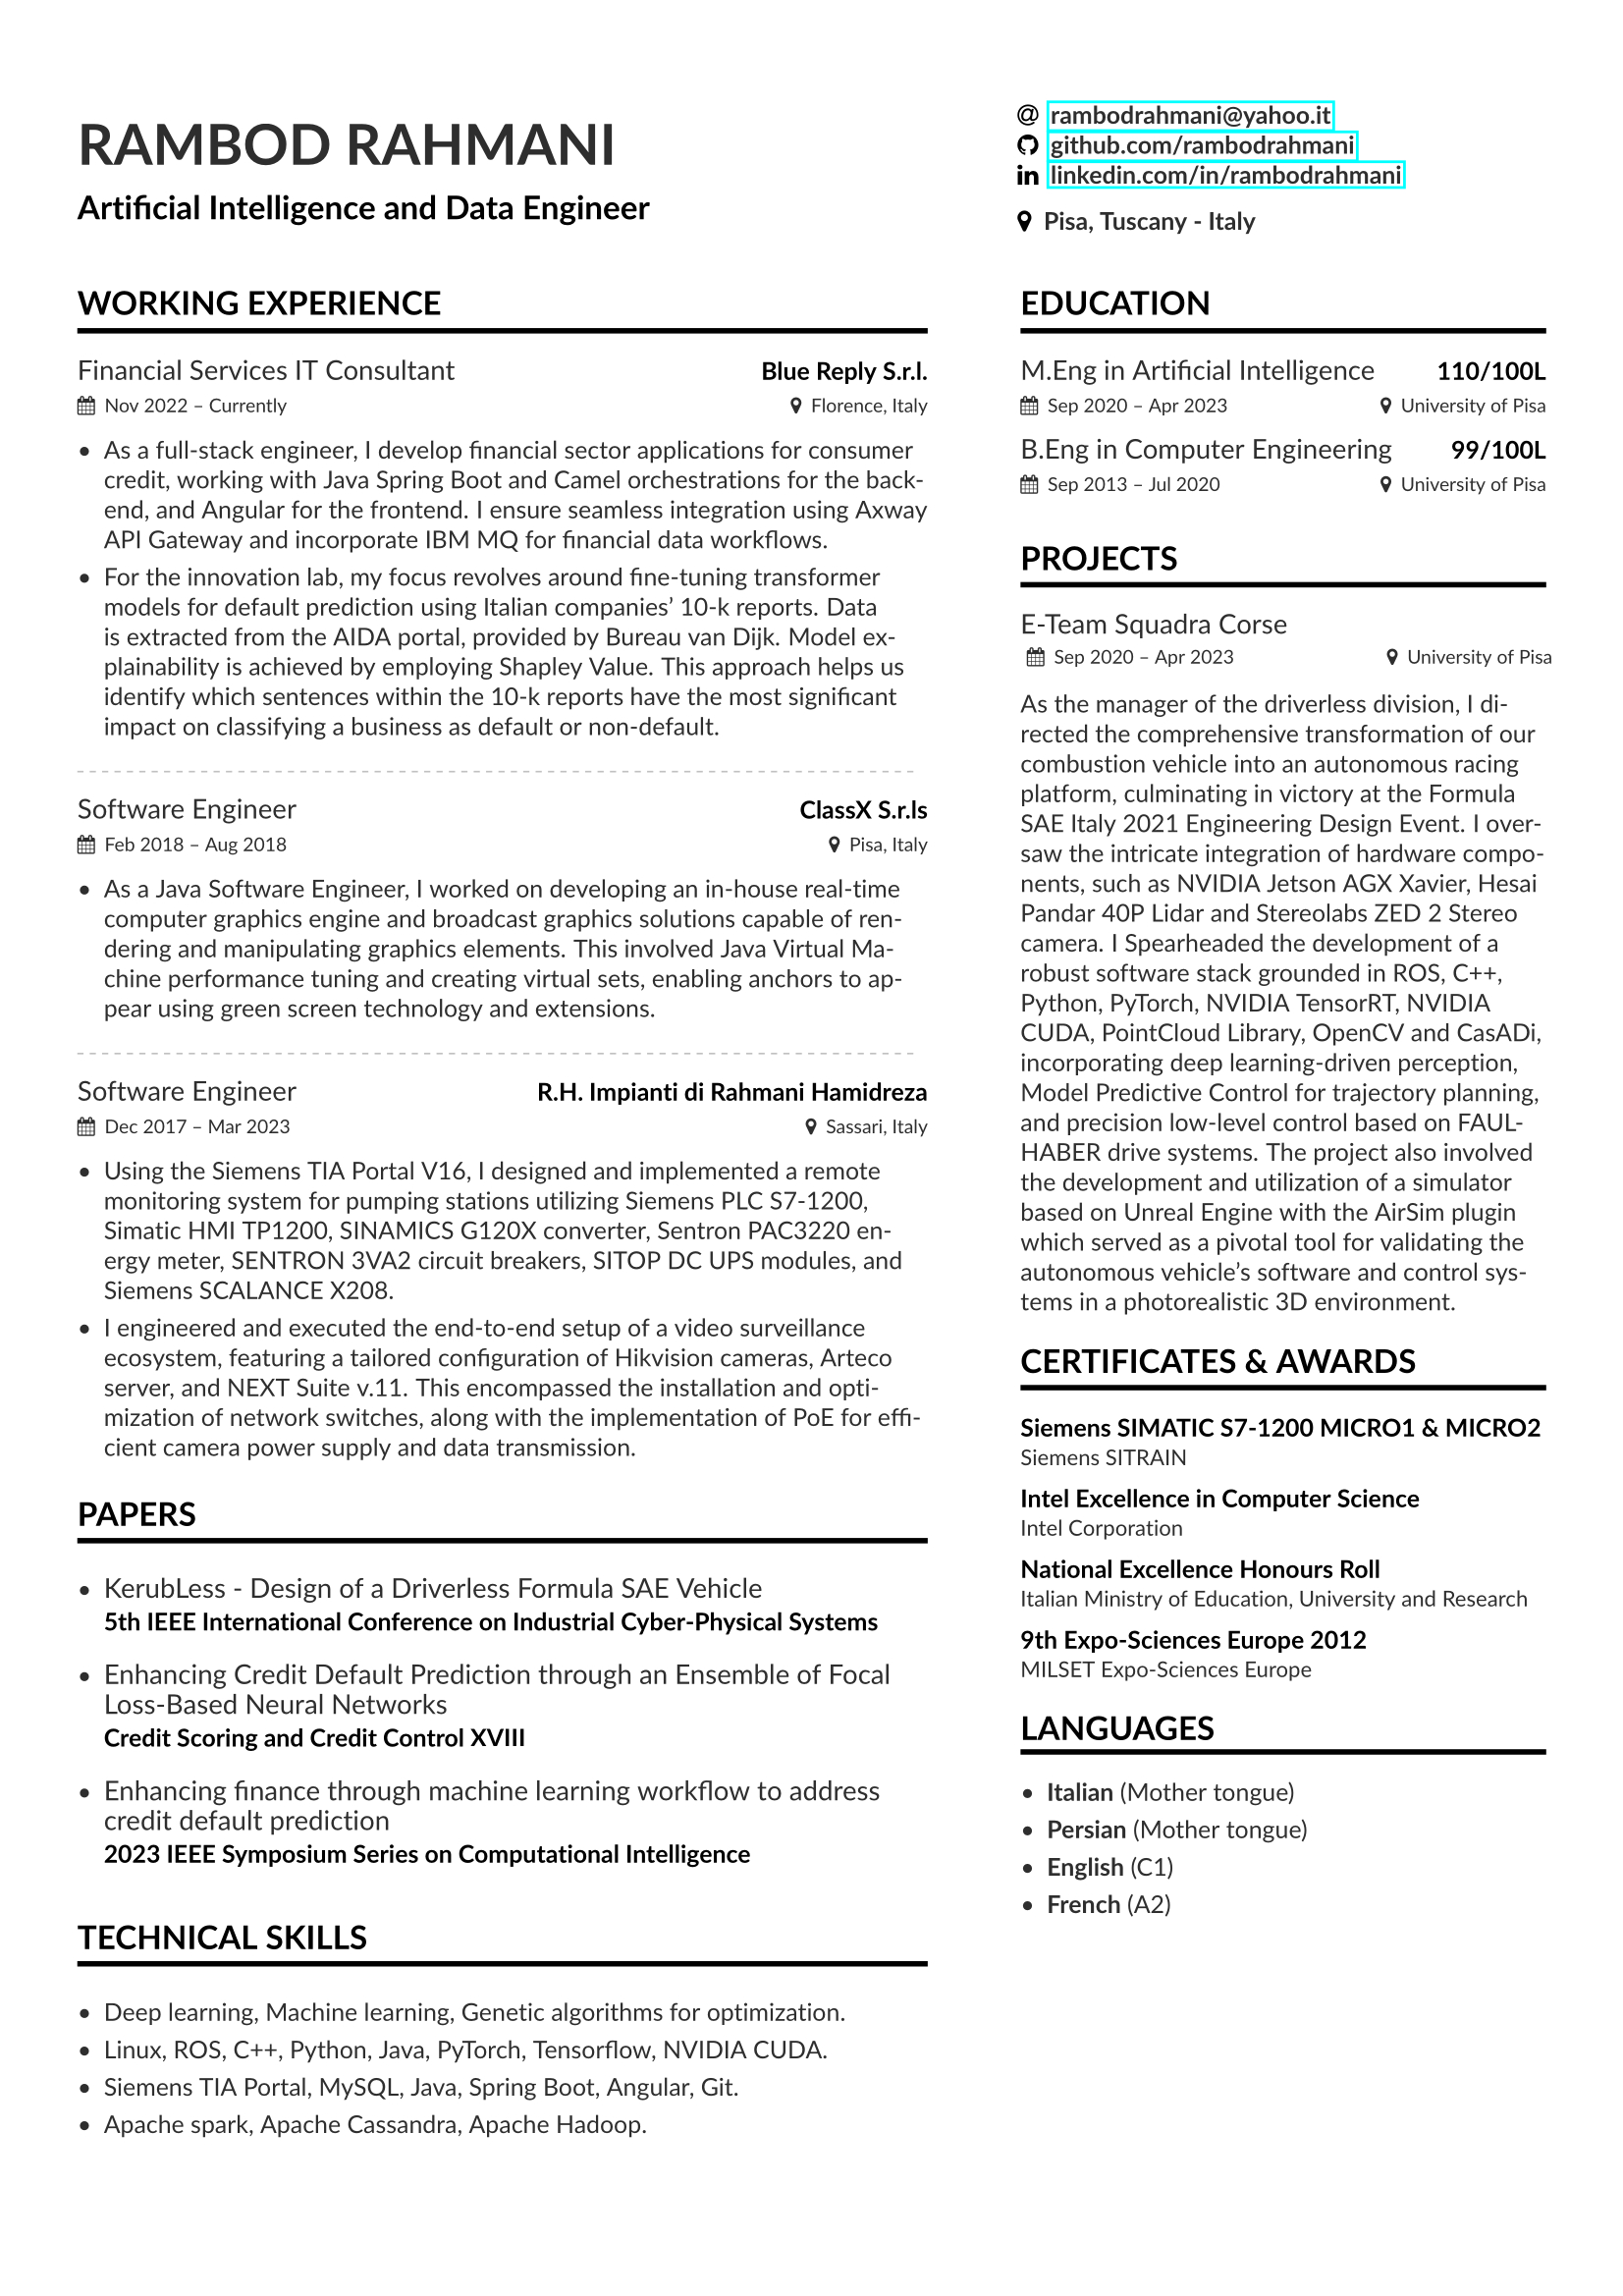 RAMBOD RAHMANI
Artificial Intelligence and Data Engineer
@ rambodrahmani@yahoo.it
github.com/rambodrahmani
in linkedin.com/in/rambodrahmani
Pisa, Tuscany - Italy
WORKING EXPERIENCE
Financial Services IT Consultant Blue Reply S.r.l.
Nov 2022 – Currently Florence, Italy
• As a full-stack engineer, I develop financial sector applications for consumer
credit, working with Java Spring Boot and Camel orchestrations for the back-
end, and Angular for the frontend. I ensure seamless integration using Axway
API Gateway and incorporate IBM MQ for financial data workflows.
• For the innovation lab, my focus revolves around fine-tuning transformer
models for default prediction using Italian companies’ 10-k reports. Data
is extracted from the AIDA portal, provided by Bureau van Dijk. Model ex-
plainability is achieved by employing Shapley Value. This approach helps us
identify which sentences within the 10-k reports have the most significant
impact on classifying a business as default or non-default.
Software Engineer ClassX S.r.ls
Feb 2018 – Aug 2018 Pisa, Italy
• As a Java Software Engineer, I worked on developing an in-house real-time
computer graphics engine and broadcast graphics solutions capable of ren-
dering and manipulating graphics elements. This involved Java Virtual Ma-
chine performance tuning and creating virtual sets, enabling anchors to ap-
pear using green screen technology and extensions.
Software Engineer R.H. Impianti di Rahmani Hamidreza
Dec 2017 – Mar 2023 Sassari, Italy
• Using the Siemens TIA Portal V16, I designed and implemented a remote
monitoring system for pumping stations utilizing Siemens PLC S7-1200,
Simatic HMI TP1200, SINAMICS G120X converter, Sentron PAC3220 en-
ergy meter, SENTRON 3VA2 circuit breakers, SITOP DC UPS modules, and
Siemens SCALANCE X208.
• I engineered and executed the end-to-end setup of a video surveillance
ecosystem, featuring a tailored configuration of Hikvision cameras, Arteco
server, and NEXT Suite v.11. This encompassed the installation and opti-
mization of network switches, along with the implementation of PoE for effi-
cient camera power supply and data transmission.
PAPERS
• KerubLess - Design of a Driverless Formula SAE Vehicle
5th IEEE International Conference on Industrial Cyber-Physical Systems
• Enhancing Credit Default Prediction through an Ensemble of Focal
Loss-Based Neural Networks
Credit Scoring and Credit Control XVIII
• Enhancing finance through machine learning workflow to address
credit default prediction
2023 IEEE Symposium Series on Computational Intelligence
TECHNICAL SKILLS
• Deep learning, Machine learning, Genetic algorithms for optimization.
• Linux, ROS, C++, Python, Java, PyTorch, Tensorflow, NVIDIA CUDA.
• Siemens TIA Portal, MySQL, Java, Spring Boot, Angular, Git.
• Apache spark, Apache Cassandra, Apache Hadoop.
EDUCATION
M.Eng in Artificial Intelligence 110/100L
Sep 2020 – Apr 2023 University of Pisa
B.Eng in Computer Engineering 99/100L
Sep 2013 – Jul 2020 University of Pisa
PROJECTS
E-Team Squadra Corse
Sep 2020 – Apr 2023 University of Pisa
As the manager of the driverless division, I di-
rected the comprehensive transformation of our
combustion vehicle into an autonomous racing
platform, culminating in victory at the Formula
SAE Italy 2021 Engineering Design Event. I over-
saw the intricate integration of hardware compo-
nents, such as NVIDIA Jetson AGX Xavier, Hesai
Pandar 40P Lidar and Stereolabs ZED 2 Stereo
camera. I Spearheaded the development of a
robust software stack grounded in ROS, C++,
Python, PyTorch, NVIDIA TensorRT, NVIDIA
CUDA, PointCloud Library, OpenCV and CasADi,
incorporating deep learning-driven perception,
Model Predictive Control for trajectory planning,
and precision low-level control based on FAUL-
HABER drive systems. The project also involved
the development and utilization of a simulator
based on Unreal Engine with the AirSim plugin
which served as a pivotal tool for validating the
autonomous vehicle’s software and control sys-
tems in a photorealistic 3D environment.
CERTIFICATES & AWARDS
Siemens SIMATIC S7-1200 MICRO1 & MICRO2
Siemens SITRAIN
Intel Excellence in Computer Science
Intel Corporation
National Excellence Honours Roll
Italian Ministry of Education, University and Research
9th Expo-Sciences Europe 2012
MILSET Expo-Sciences Europe
LANGUAGES
• Italian (Mother tongue)
• Persian (Mother tongue)
• English (C1)
• French (A2)